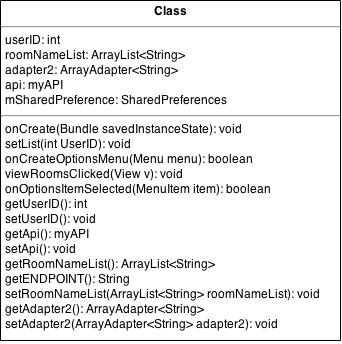 Class
userID: int
roomNameList: ArrayList<String>
adapter2: ArrayAdapter<String>
api: myAPI
mSharedPreference: SharedPreferences
onCreate(Bundle savedInstanceState): void
setList(int UserID): void
onCreateOptionsMenu(Menu menu): boolean
viewRoomsClicked(View v): void
onOptionsItemSelected(MenuItem item): boolean
getUserID(): int
setUserID(): void
getApi(): myAPI
setApi(): void
getRoomNameList(): ArrayList<String>
getENDPOINT(): String
setRoomNameList(ArrayList<String> roomNameList): void
getAdapter2(): ArrayAdapter<String>
setAdapter2(ArrayAdapter<String> adapter2): void